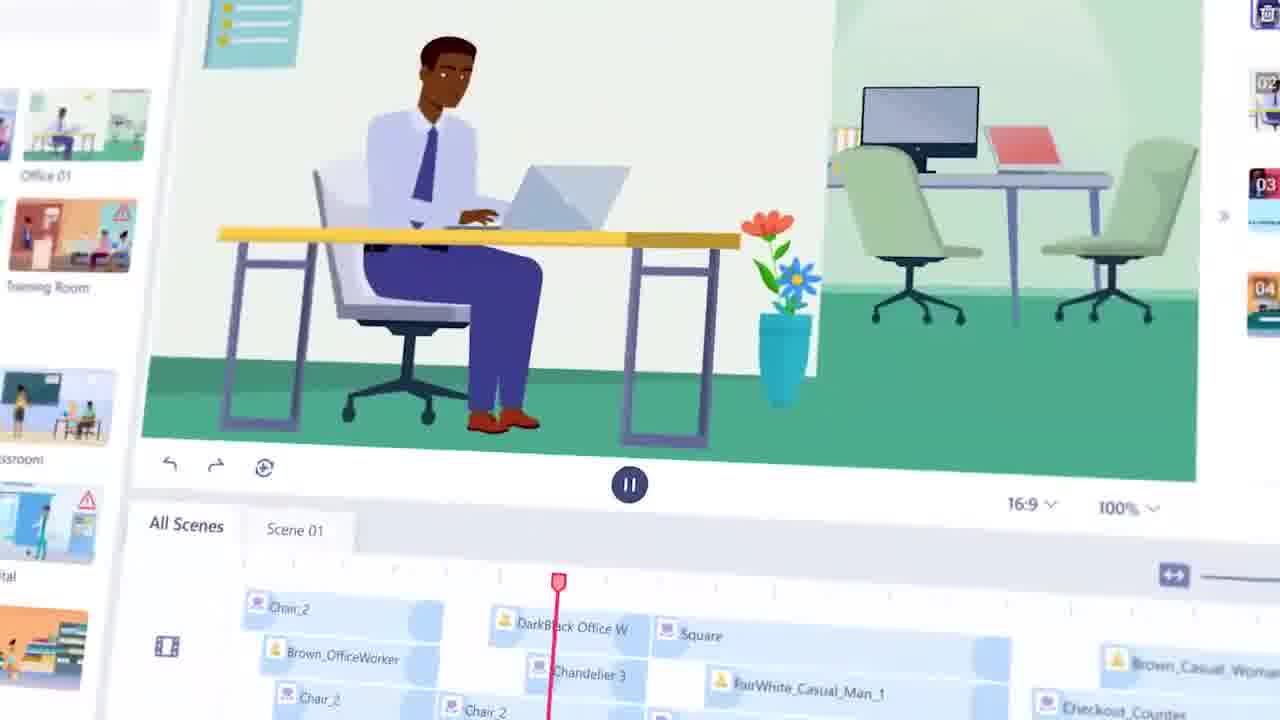 Office 01
Training Room
ssroom
ital
02
03
04
16:9
100%
All Scenes
Scene 01
Chair_2
DarkBlack Office W
Square
Brown_OfficeWorker
Chandelier 3
FairWhite_Casual_Man_1
Brown_Casual_Woma
Chair_2
Chair_2
Checkout_Counter